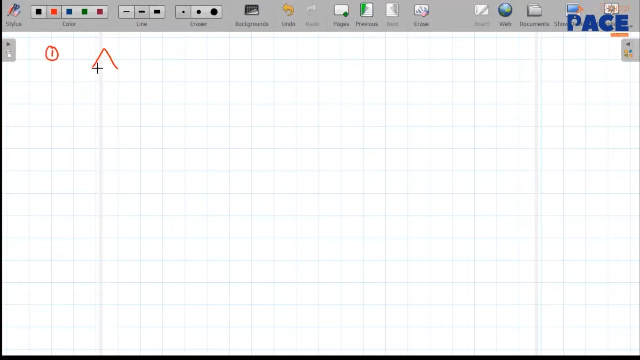 Stylus Color Line Eraser Backgrounds Undo Redo Pages Previous Next Erase Board Web Documents
PACE
①